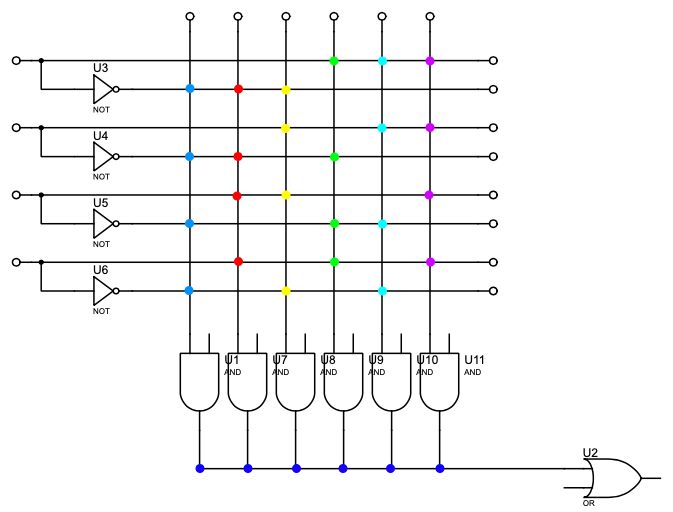 U3
NOT
U4
NOT
U5
NOT
U6
NOT
U1 U7 U8 U9 U10 U11
AND AND AND AND AND AND
U2
OR